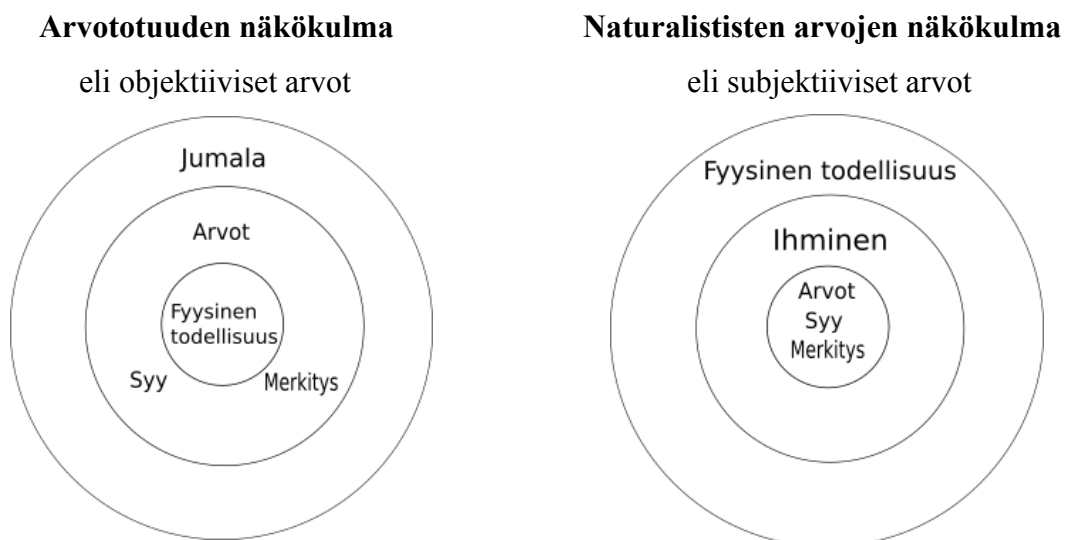 Arvototuuden näkökulma
eli objektiiviset arvot
Jumala
Arvot
Fyysinen
todellisuus
Syy
Merkitys
Naturalististen arvojen näkökulma
eli subjektiiviset arvot
Fyysinen todellisuus
Ihminen
Arvot
Syy
Merkitys